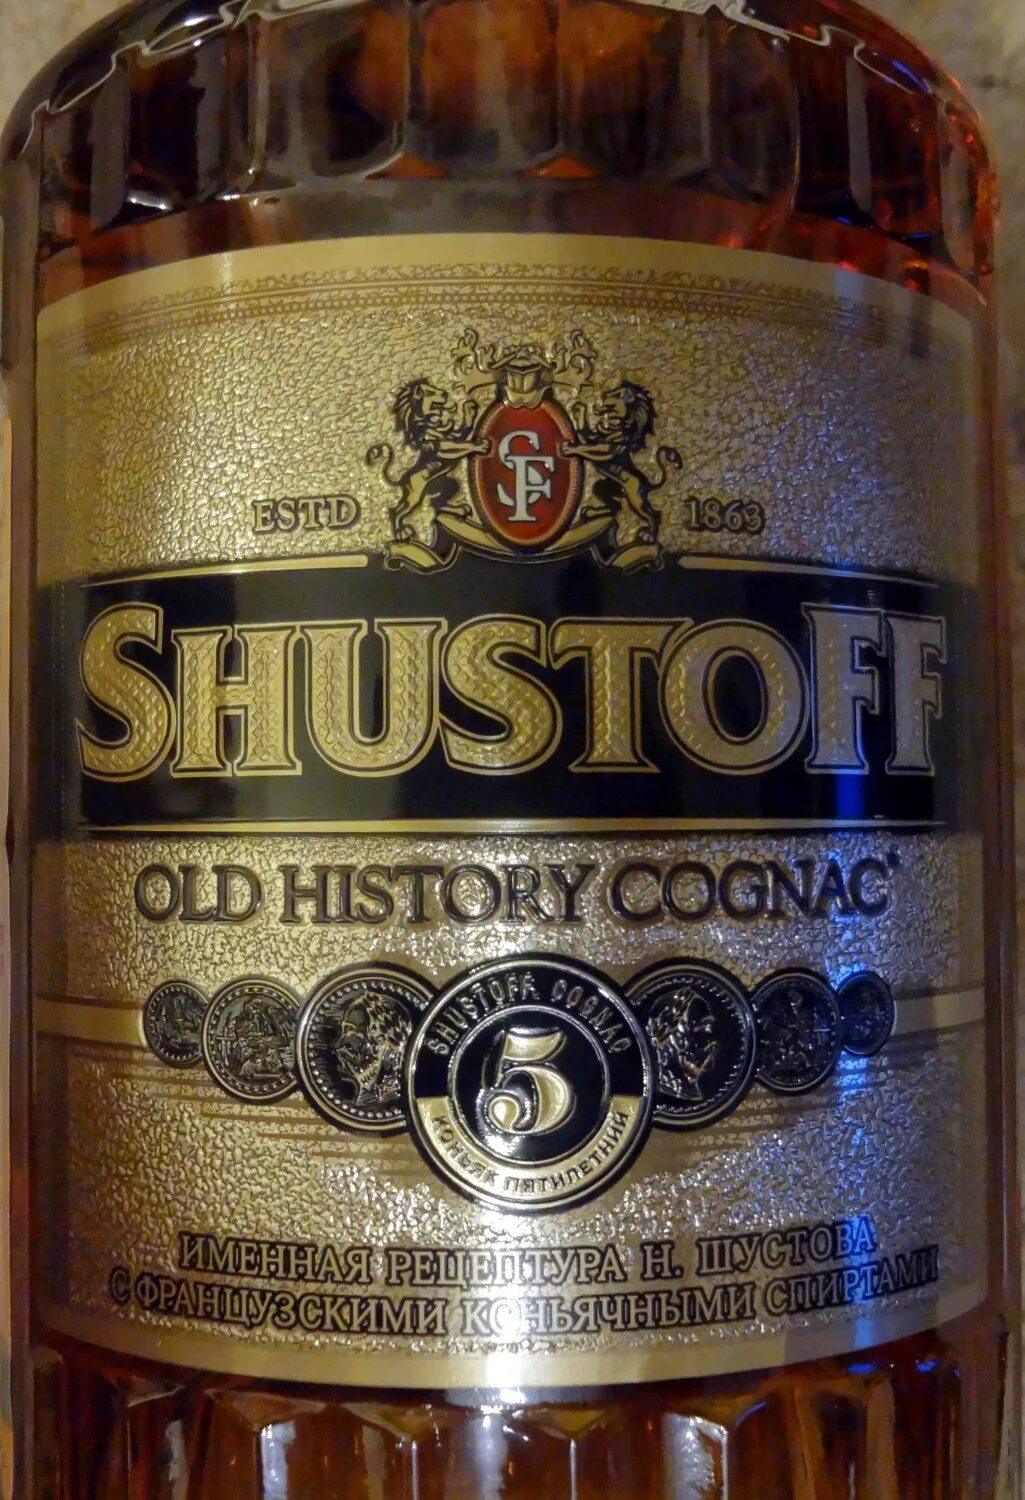 SF
ESTD 1863
SHUSTOFF
OLD HISTORY COGNAC*
SHUSTOFF COGNAC
5
КОНЬЯК ПЯТИЛЕТНИЙ
ИМЕННАЯ РЕЦЕПТУРА Н. ШУСТОВА
С ФРАНЦУЗСКИМИ КОНЬЯЧНЫМИ СПИРТАМИ